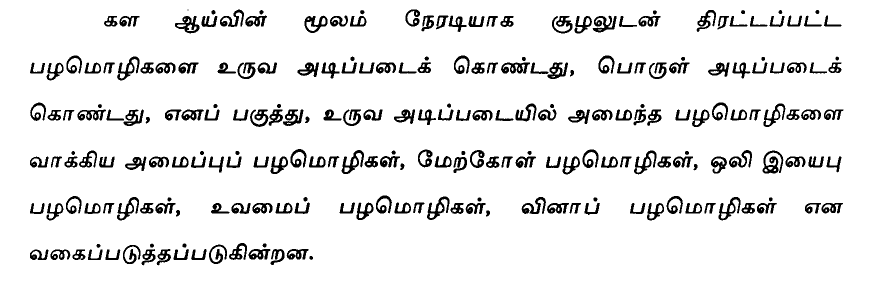 கள ஆய்வின் மூலம் நேரடியாக சூழலுடன் திரட்டப்பட்ட
பழமொழிகளை உருவ அடிப்படைக் கொண்டது, பொருள் அடிப்படைக்
கொண்டது, எனப் பகுத்து, உருவ அடிப்படையில் அமைந்த பழமொழிகளை
வாக்கிய அமைப்புப் பழமொழிகள், மேற்கோள் பழமொழிகள், ஒலி இயைபு
பழமொழிகள், உவமைப் பழமொழிகள், வினாப் பழமொழிகள் என
வகைப்படுத்தப்படுகின்றன.